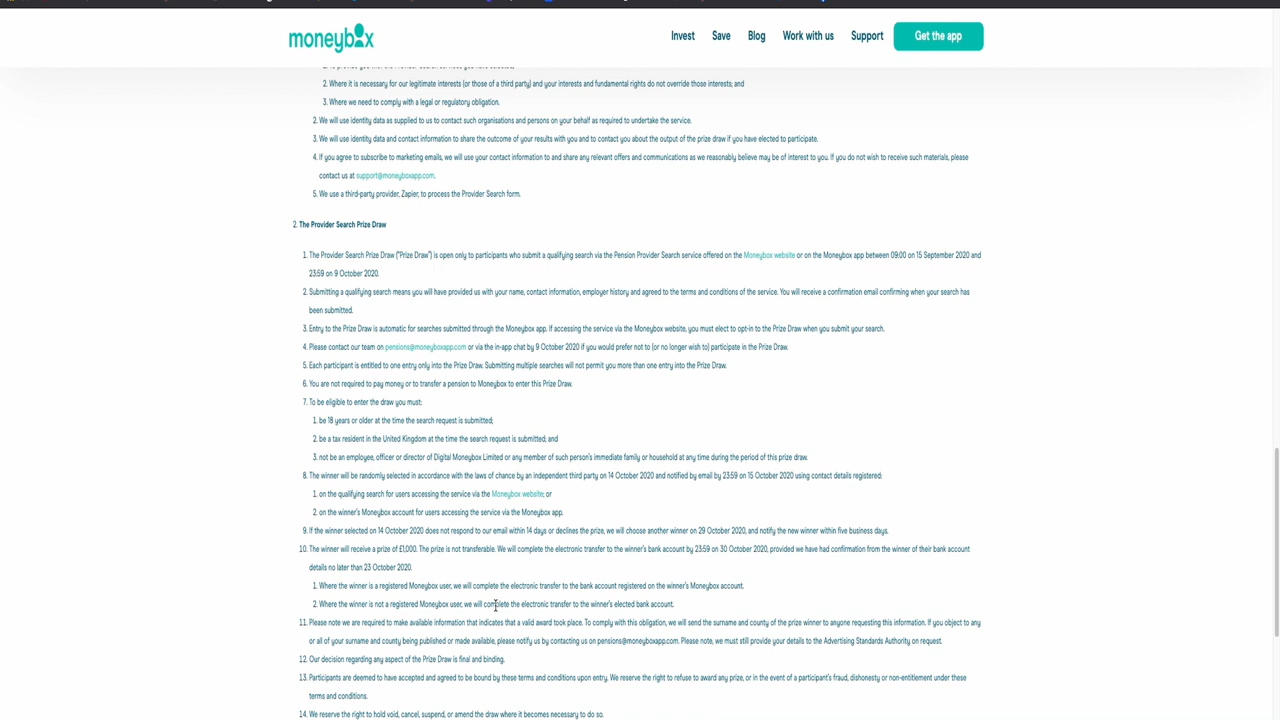 moneybox
Invest Save Blog Work with us Support Get the app
2. Where it is necessary for our legitimate interests (or those of a third party) and your interests and fundamental rights do not override those interests; and
3. Where we need to comply with a legal or regulatory obligation.
2. We will use identity data as supplied to us to contact such organisations and persons on your behalf as required to undertake the service.
3. We will use identity data and contact information to share the outcome of your results with you and to contact you about the output of the prize draw if you have elected to participate.
4. If you agree to subscribe to marketing emails, we will use your contact information to and share any relevant offers and communications as we reasonably believe may be of interest to you. If you do not wish to receive such materials, please
contact us at support@moneyboxapp.com.
5. We use a third-party provider, Zapier, to process the Provider Search form.
2. The Provider Search Prize Draw
1. The Provider Search Prize Draw ("Prize Draw") is open only to participants who submit a qualifying search via the Pension Provider Search service offered on the Moneybox website or on the Moneybox app between 09:00 on 15 September 2020 and
23:59 on 9 October 2020.
2. Submitting a qualifying search means you will have provided us with your name, contact information, employer history and agreed to the terms and conditions of the service. You will receive a confirmation email confirming when your search has
been submitted.
3. Entry to the Prize Draw is automatic for searches submitted through the Moneybox app. If accessing the service via the Moneybox website, you must elect to opt-in to the Prize Draw when you submit your search.
4. Please contact our team on pensions@moneyboxapp.com or via the in-app chat by 9 October 2020 if you would prefer not to (or no longer wish to) participate in the Prize Draw.
5. Each participant is entitled to one entry only into the Prize Draw. Submitting multiple searches will not permit you more than one entry into the Prize Draw.
6. You are not required to pay money or to transfer a pension to Moneybox to enter this Prize Draw.
7. To be eligible to enter the draw you must:
1. be 18 years or older at the time the search request is submitted;
2. be a tax resident in the United Kingdom at the time the search request is submitted; and
3. not be an employee, officer or director of Digital Moneybox Limited or any member of such person's immediate family or household at any time during the period of this prize draw.
8. The winner will be randomly selected in accordance with the laws of chance by an independent third party on 14 October 2020 and notified by email by 23:59 on 15 October 2020 using contact details registered:
1. on the qualifying search for users accessing the service via the Moneybox website; or
2. on the winner's Moneybox account for users accessing the service via the Moneybox app.
9. If the winner selected on 14 October 2020 does not respond to our email within 14 days or declines the prize, we will choose another winner on 29 October 2020, and notify the new winner within five business days.
10. The winner will receive a prize of £1,000. The prize is not transferable. We will complete the electronic transfer to the winner's bank account by 23:59 on 30 October 2020, provided we have had confirmation from the winner of their bank account
details no later than 23 October 2020.
1. Where the winner is a registered Moneybox user, we will complete the electronic transfer to the bank account registered on the winner's Moneybox account.
2. Where the winner is not a registered Moneybox user, we will complete the electronic transfer to the winner's elected bank account.
11. Please note we are required to make available information that indicates that a valid award took place. To comply with this obligation, we will send the surname and county of the prize winner to anyone requesting this information. If you object to any
or all of your surname and county being published or made available, please notify us by contacting us on pensions@moneyboxapp.com. Please note, we must still provide your details to the Advertising Standards Authority on request.
12. Our decision regarding any aspect of the Prize Draw is final and binding.
13. Participants are deemed to have accepted and agreed to be bound by these terms and conditions upon entry. We reserve the right to refuse to award any prize, or in the event of a participant's fraud, dishonesty or non-entitlement under these
terms and conditions.
14. We reserve the right to hold void, cancel, suspend, or amend the draw where it becomes necessary to do so.